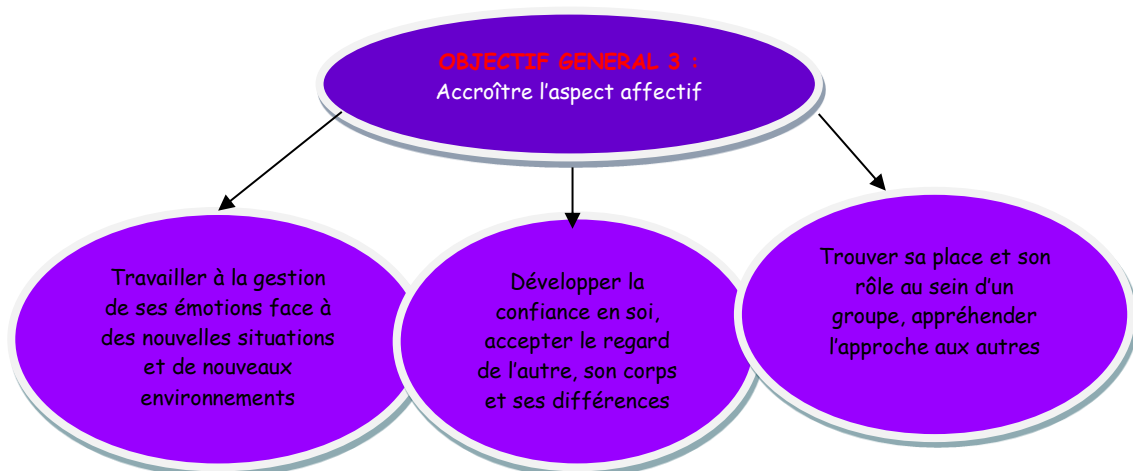 OBJECTIF GENERAL 3 :
Accroître l'aspect affectif
Travailler à la gestion
de ses émotions face à
des nouvelles situations
et de nouveaux
environnements
Développer la
confiance en soi,
accepter le regard
de l'autre, son corps
et ses différences
Trouver sa place et son
rôle au sein d'un
groupe, appréhender
l'approche aux autres